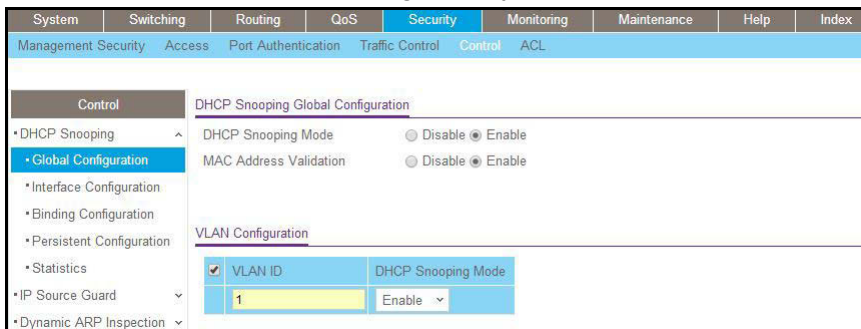 System Switching Routing QoS Security Monitoring Maintenance Help Index
Management Security Access Port Authentication Traffic Control Control ACL
Control
DHCP Snooping
Global Configuration
Interface Configuration
Binding Configuration
Persistent Configuration
Statistics
IP Source Guard
Dynamic ARP Inspection
DHCP Snooping Global Configuration
DHCP Snooping Mode Disable Enable
MAC Address Validation Disable Enable
VLAN Configuration
VLAN ID DHCP Snooping Mode
1 Enable